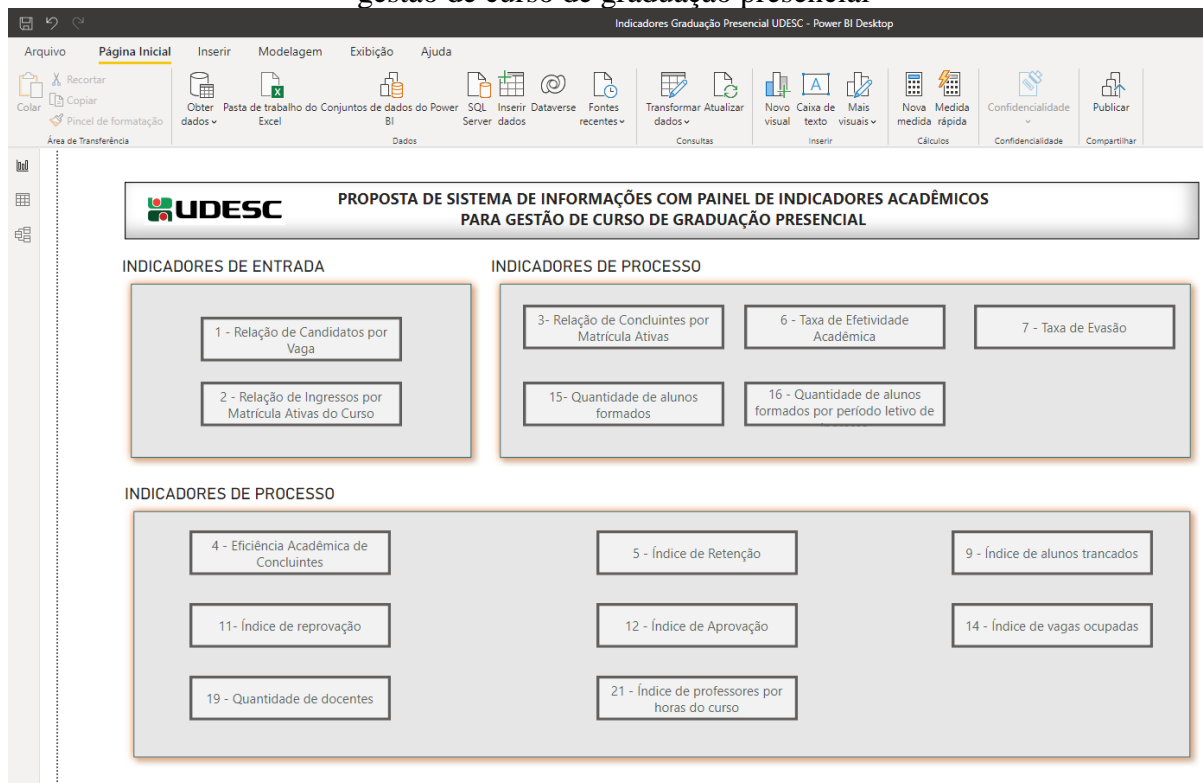 gestão de curso de graduação presencial
Indicadores Graduação Presencial UDESC - Power BI Desktop
Arquivo Página Inicial Inserir Modelagem Exibição Ajuda
Colar
Recortar
Copiar
Pincel de formatação
Área de Transferência
Obter dados
Pasta de trabalho do Excel
Conjuntos de dados do Power BI
SQL Server
Inserir dados
Dataverse
Fontes recentes
Dados
Transformar dados
Atualizar
Consultas
Novo visual
Caixa de texto
Mais visuais
Inserir
Nova medida
Medida rápida
Cálculos
Confidencialidade
Confidencialidade
Publicar
Compartilhar
UDESC
PROPOSTA DE SISTEMA DE INFORMAÇÕES COM PAINEL DE INDICADORES ACADÊMICOS
PARA GESTÃO DE CURSO DE GRADUAÇÃO PRESENCIAL
INDICADORES DE ENTRADA
1 - Relação de Candidatos por
Vaga
2 - Relação de Ingressos por
Matrícula Ativas do Curso
INDICADORES DE PROCESSO
3- Relação de Concluintes por
Matrícula Ativas
6 - Taxa de Efetividade
Acadêmica
7 - Taxa de Evasão
15- Quantidade de alunos
formados
16 - Quantidade de alunos
formados por período letivo de
INDICADORES DE PROCESSO
4 - Eficiência Acadêmica de
Concluintes
5 - Índice de Retenção
9 - Índice de alunos trancados
11- Índice de reprovação
12 - Índice de Aprovação
14 - Índice de vagas ocupadas
19 - Quantidade de docentes
21 - Índice de professores por
horas do curso